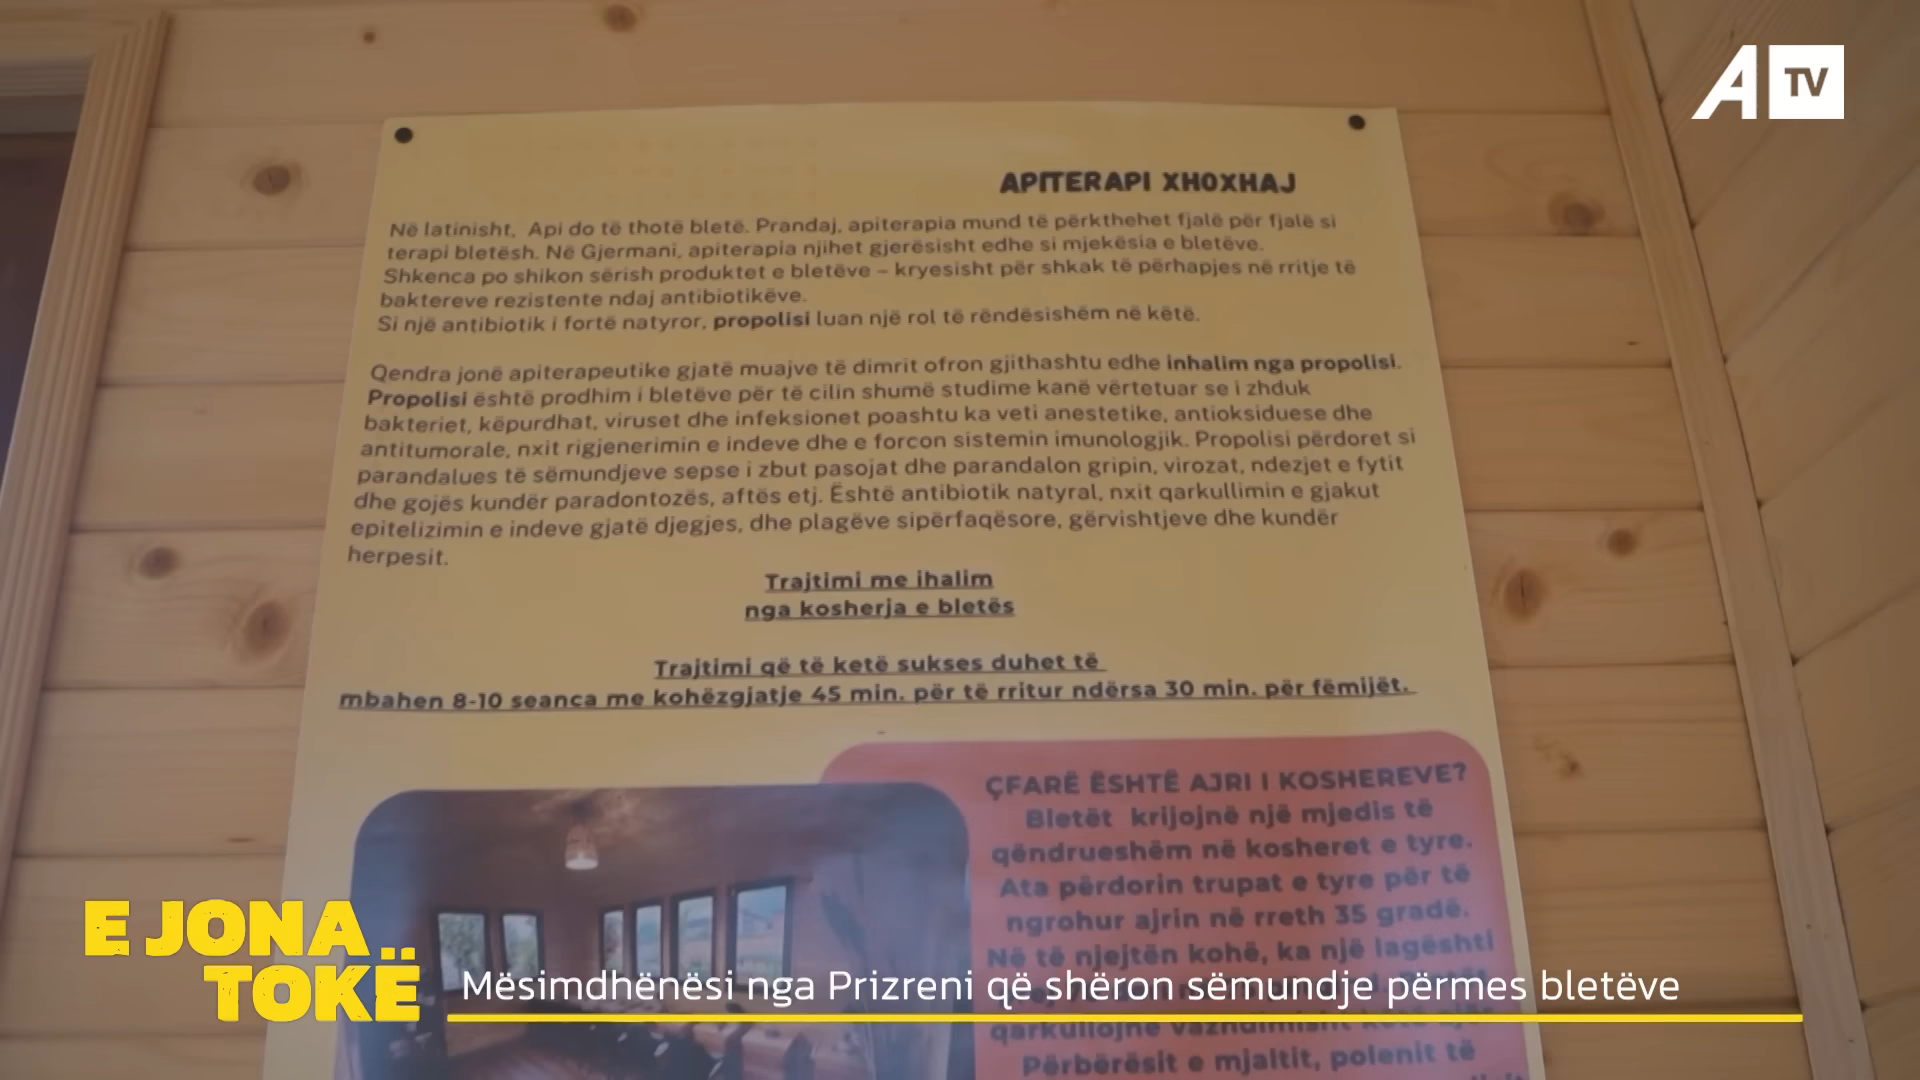 A TV
APITERAPI XHOXHAJ
Në latinisht, Api do të thotë bletë. Prandaj, apiterapia mund të përkthehet fjalë për fjalë si
terapi bletësh. Në Gjermani, apiterapia njihet gjerësisht edhe si mjekësia e bletëve.
Shkenca po shikon sërish produktet e bletëve – kryesisht për shkak të përhapjes në rritje të
baktereve rezistente ndaj antibiotikëve.
Si një antibiotik i fortë natyror, propolisi luan një rol të rëndësishëm në këtë.
Qendra jonë apiterapeutike gjatë muajve të dimrit ofron gjithashtu edhe inhalim nga propolisi.
Propolisi është prodhim i bletëve për të cilin shumë studime kanë vërtetuar se i zhduk
bakteriet, këpurdhat, viruset dhe infeksionet poashtu ka veti anestetike, antioksiduese dhe
antitumorale, nxit rigjenerimin e indeve dhe e forcon sistemin imunologjik. Propolisi përdoret si
parandalues të sëmundjeve sepse i zbut pasojat dhe parandalon gripin, virozat, ndezjet e fytit
dhe gojës kundër paradontozës, aftës etj. Është antibiotik natyral, nxit qarkullimin e gjakut
epitelizimin e indeve gjatë djegjes, dhe plagëve sipërfaqësore, gërvishtjeve dhe kundër
herpesit.
Trajtimi me ihalim
nga kosherja e bletës
Trajtimi që të ketë sukses duhet të
mbahen 8-10 seanca me kohëzgjatje 45 min. për të rritur ndërsa 30 min. për fëmijët.
ÇFARË ËSHTË AJRI I KOSHEREVE?
Bletët krijojnë një mjedis të
qëndrueshëm në kosheret e tyre.
Ata përdorin trupat e tyre për të
ngrohur ajrin në rreth 35 gradë.
Në të njejtën kohë, ka një lagështi
qarkullojnë vazhdimisht
Përbërësit e mjaltit, polenit të
E JONA
TOKË
Mësimdhënësi nga Prizreni që shëron sëmundje përmes bletëve